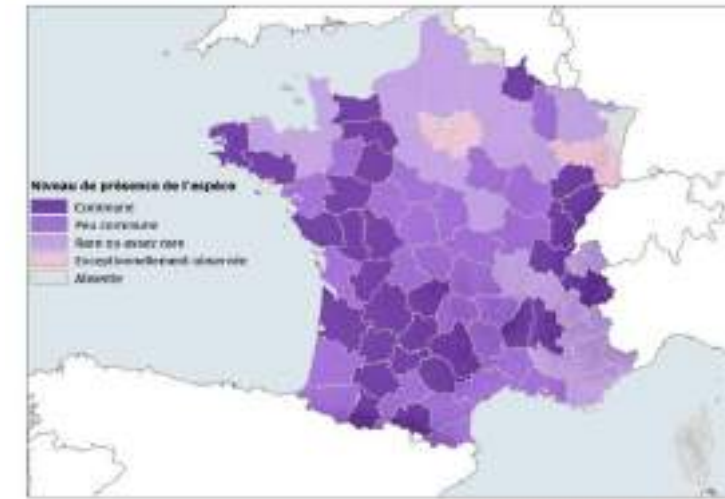 Niveau de présence de l'espèce
Commune
Peu commune
Rare ou assez rare
Exceptionnellement observée
Absente